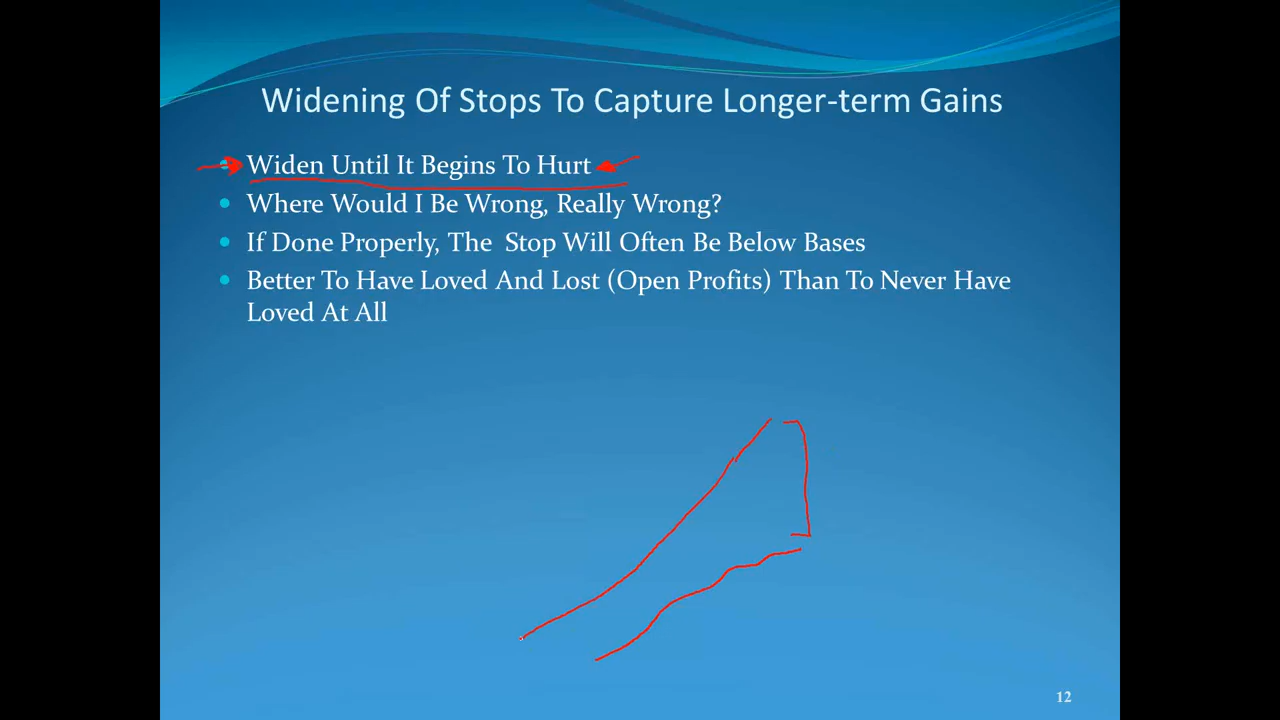 Widening Of Stops To Capture Longer-term Gains
Widen Until It Begins To Hurt
Where Would I Be Wrong, Really Wrong?
If Done Properly, The Stop Will Often Be Below Bases
Better To Have Loved And Lost (Open Profits) Than To Never Have
Loved At All
12